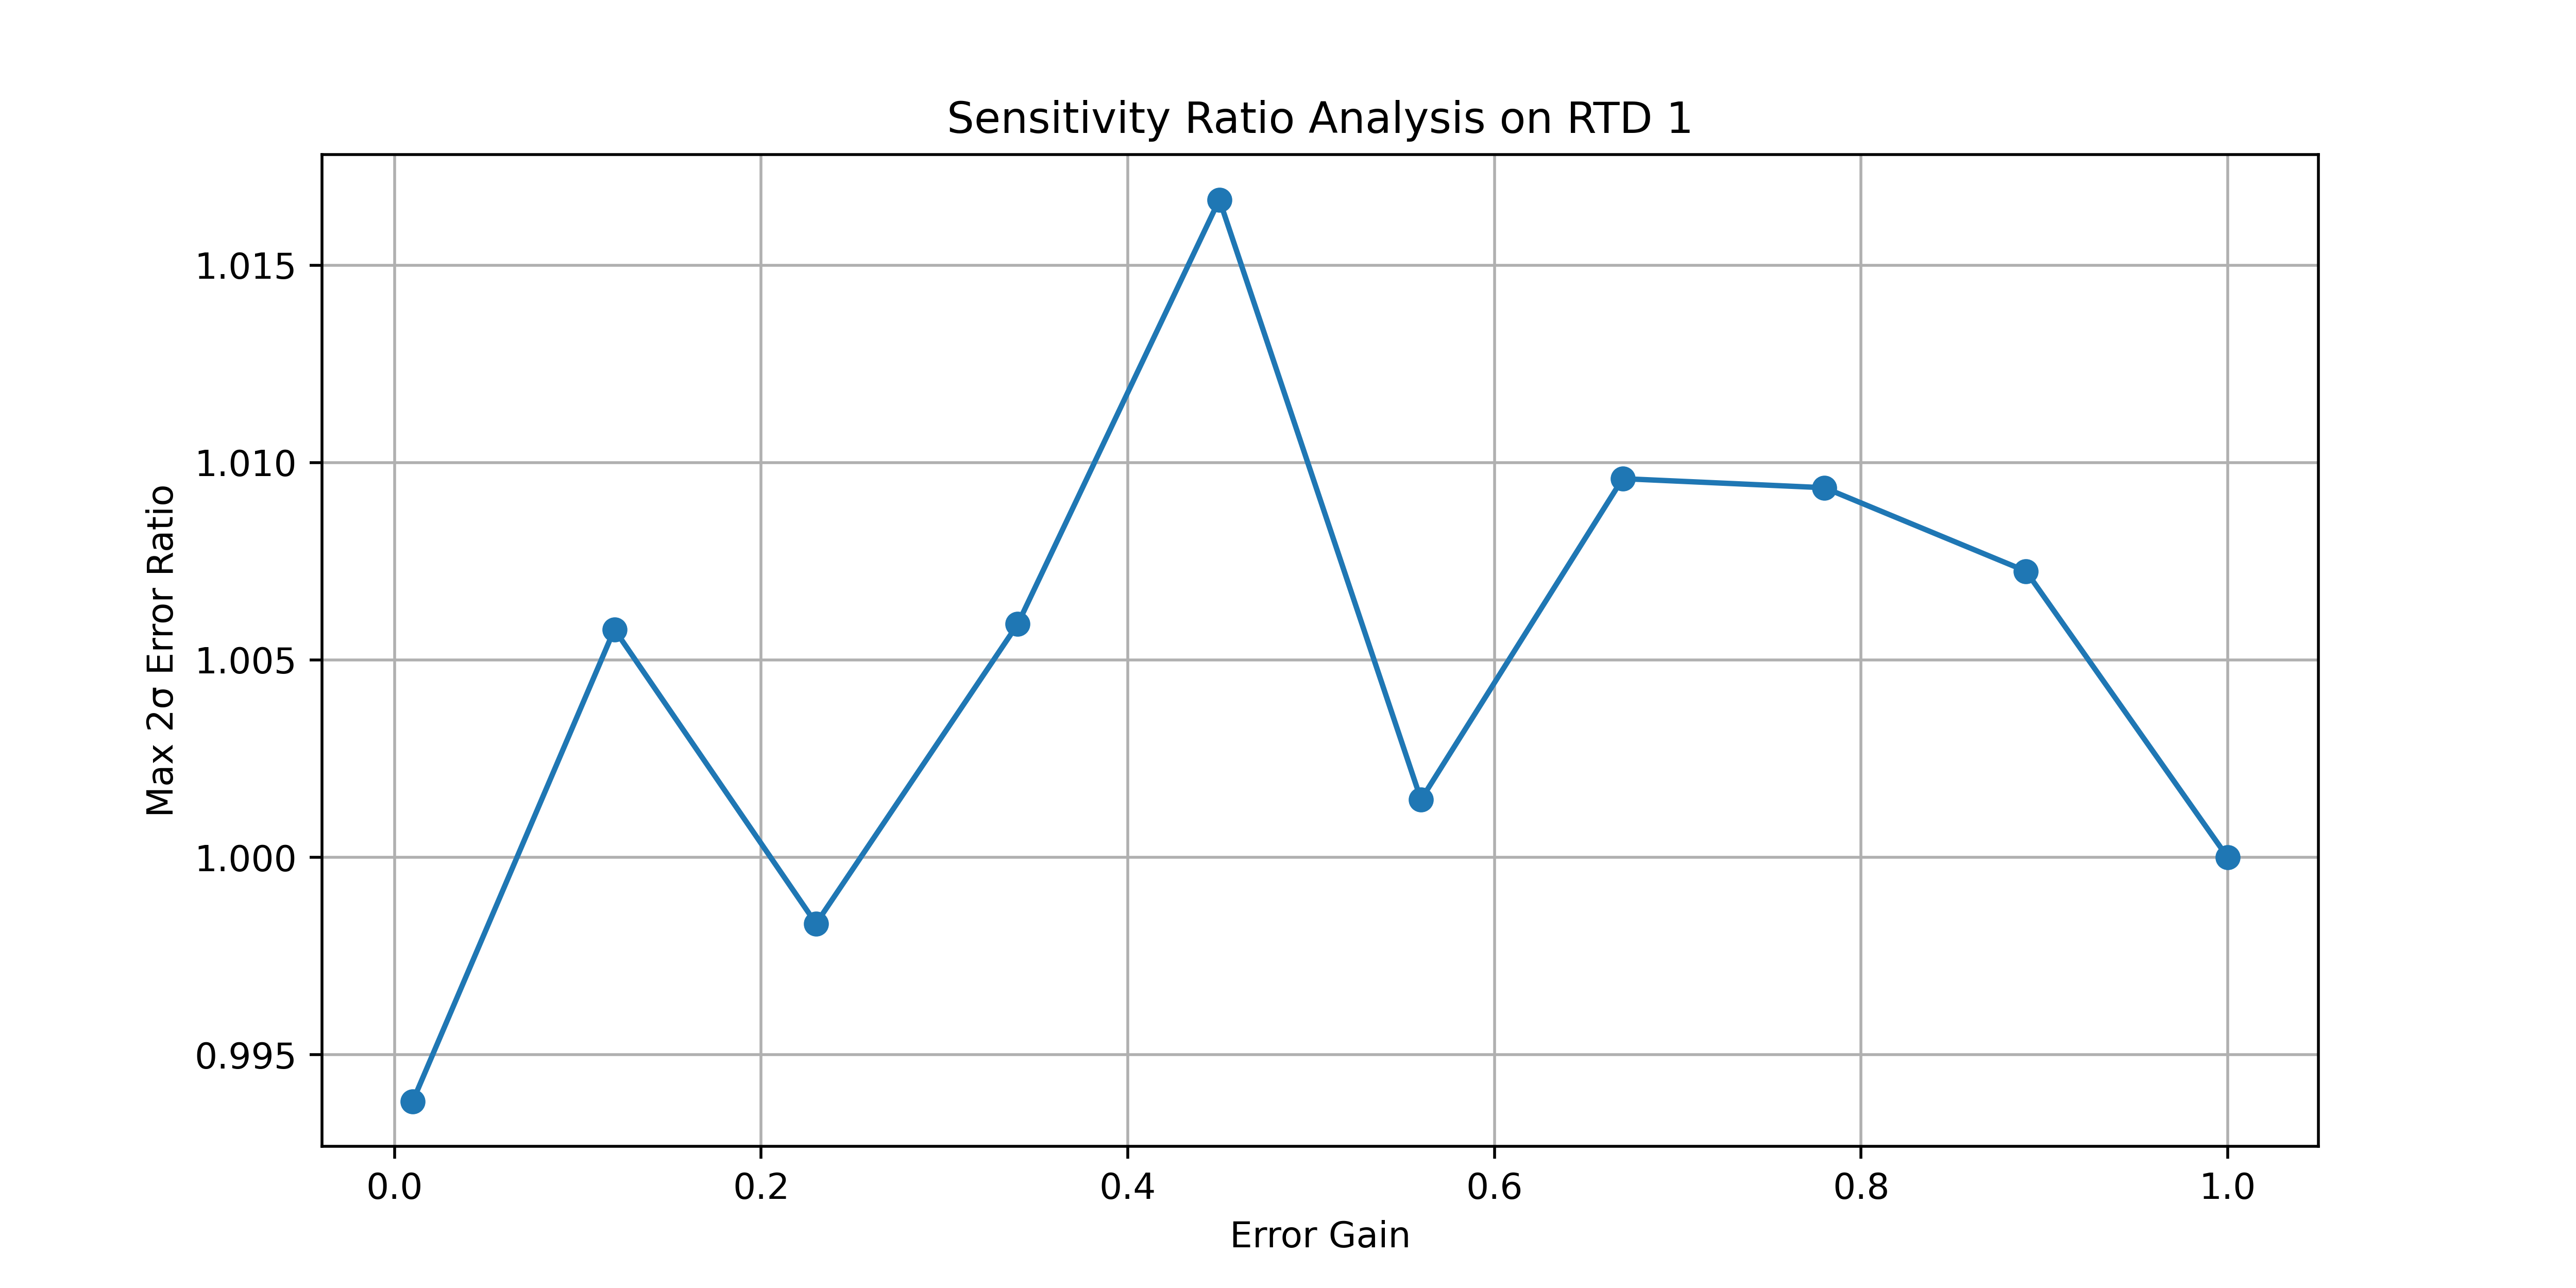 Sensitivity Ratio Analysis on RTD 1
Max 2σ Error Ratio
1.015
1.010
1.005
1.000
0.995
0.0 0.2 0.4 0.6 0.8 1.0
Error Gain